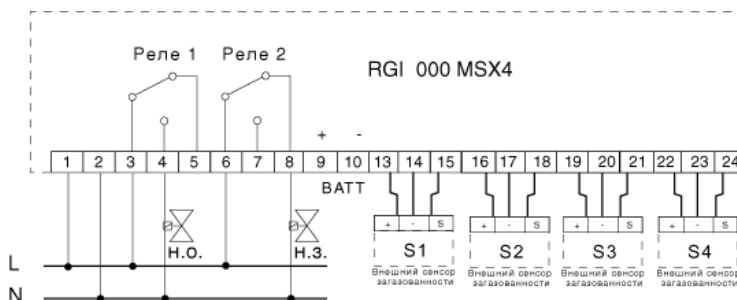 Реле 1 Реле 2
RGI 000 MSX4
+ -
1 2 3 4 5 6 7 8 9 10 13 14 15 16 17 18 19 20 21 22 23 24
BATT
+ - S + - S + - S + - S
Н.О. Н.З. S1 S2 S3 S4
L
Внешний сенсор загазованности Внешний сенсор загазованности Внешний сенсор загазованности Внешний сенсор загазованности
N